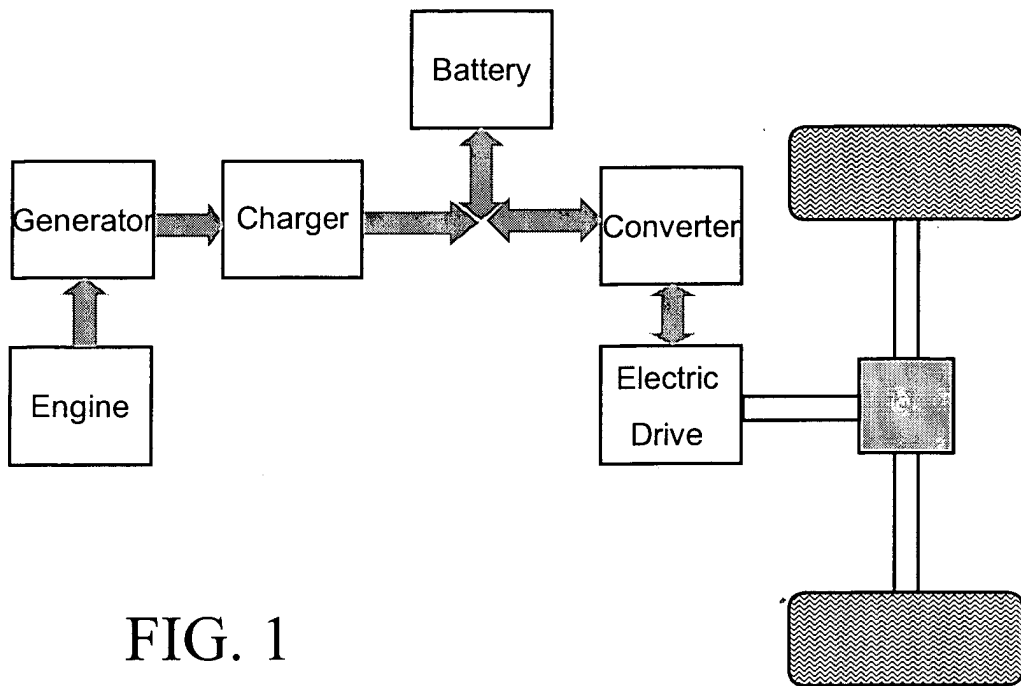 Battery
Generator
Charger
Converter
Engine
Electric
Drive
FIG. 1